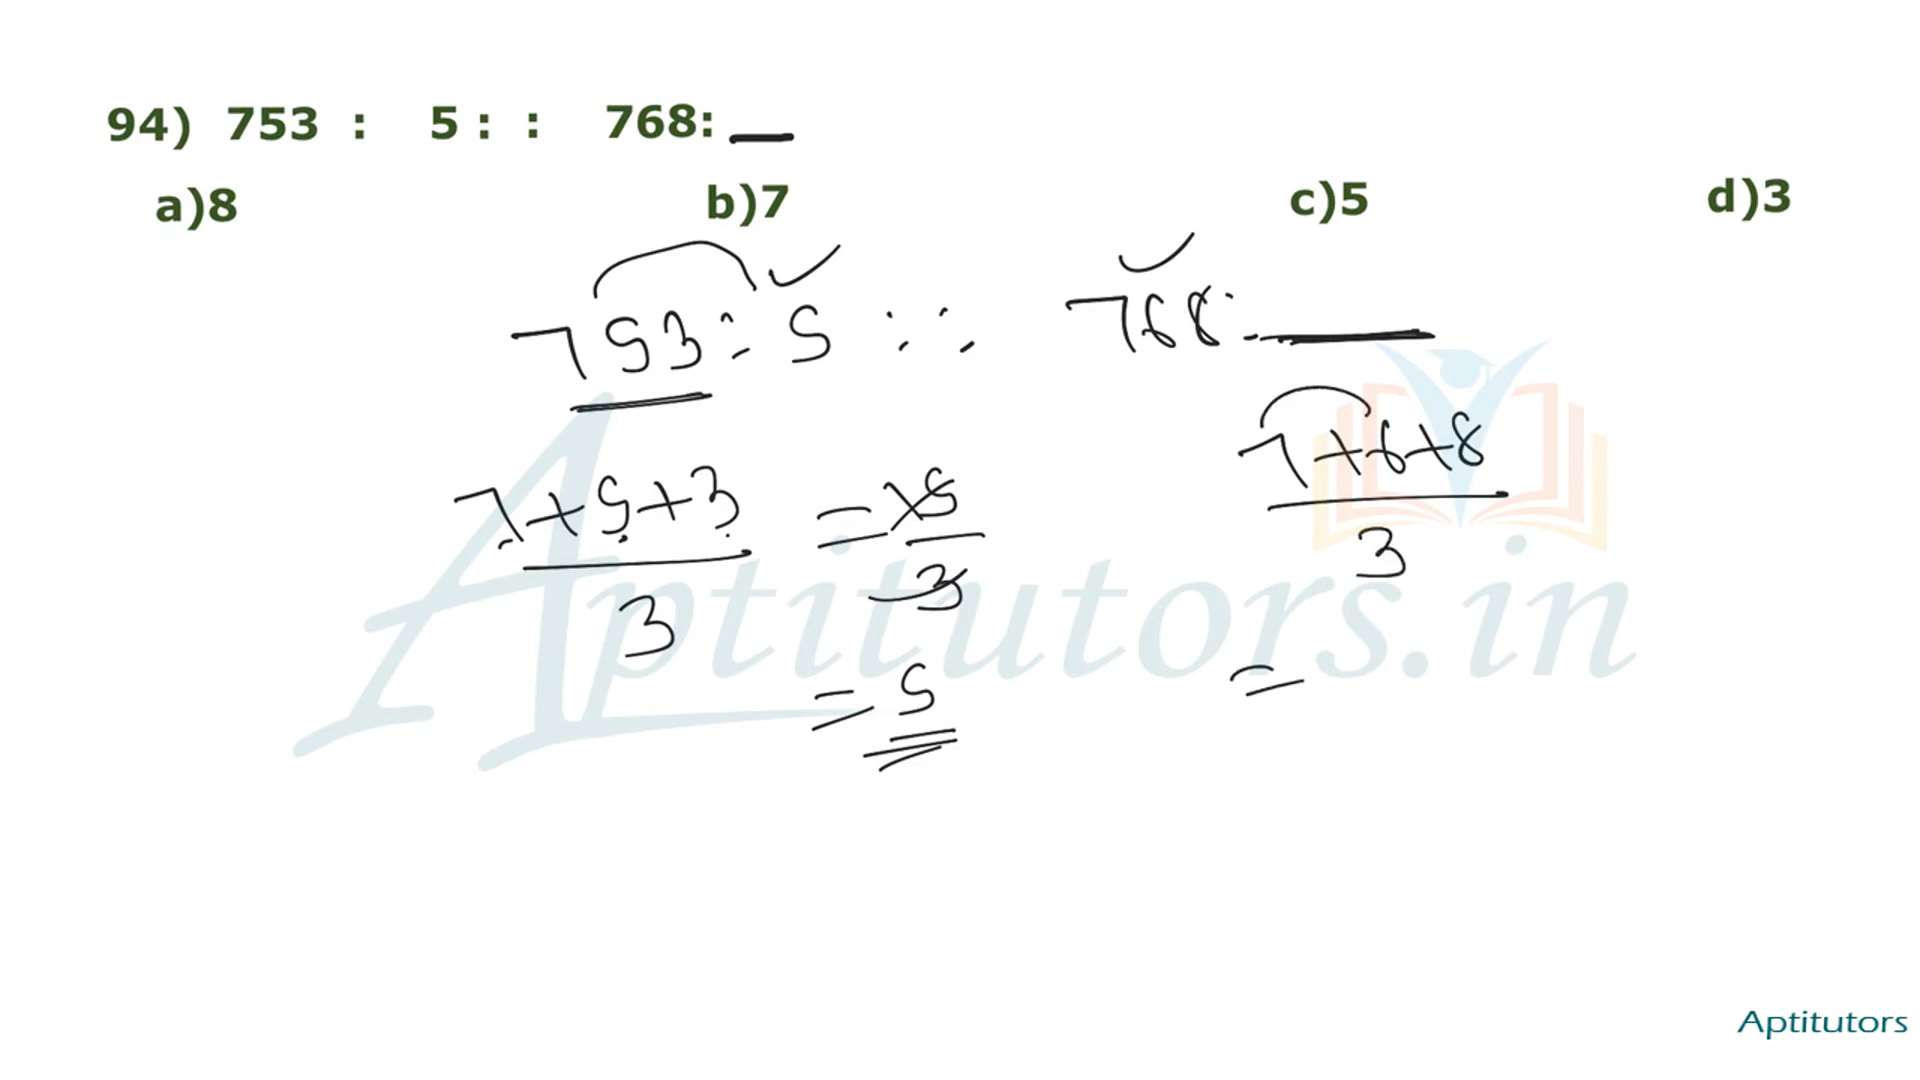 94) 753 : 5 : : 768: __
a)8 b)7 c)5 d)3
753 : 5 : : 768: __
7+5+3 / 3 = 15 / 3
= 5
7+6+8 / 3
=
Aptitutors.in
Aptitutors